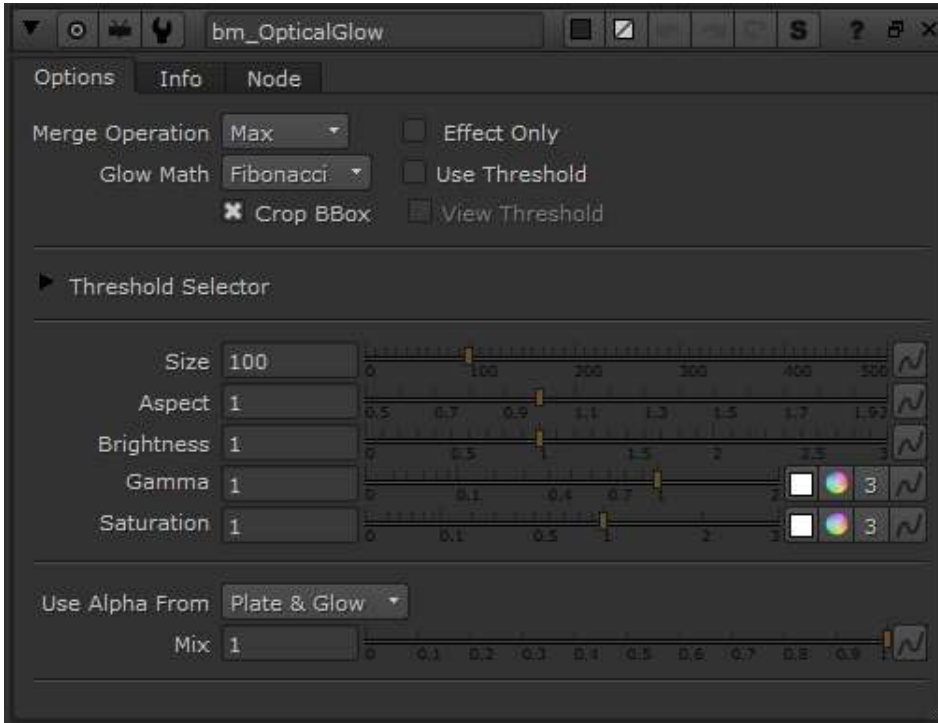 bm_OpticalGlow S ?
Options Info Node
Merge Operation Max Effect Only
Glow Math Fibonacci Use Threshold
Crop BBox View Threshold
Threshold Selector
Size 100
0 100 200 300 400 500
Aspect 1
0.5 0.7 0.9 1.1 1.3 1.5 1.7
Brightness 1
0 0.5 1 1.5 2 2.5 3
Gamma 1 3
0 0.1 0.4 0.7 1 2
Saturation 1 3
0 0.1 0.5 1 2 3
Use Alpha From Plate & Glow
Mix 1
0 0.1 0.2 0.3 0.4 0.5 0.6 0.7 0.8 0.9 1